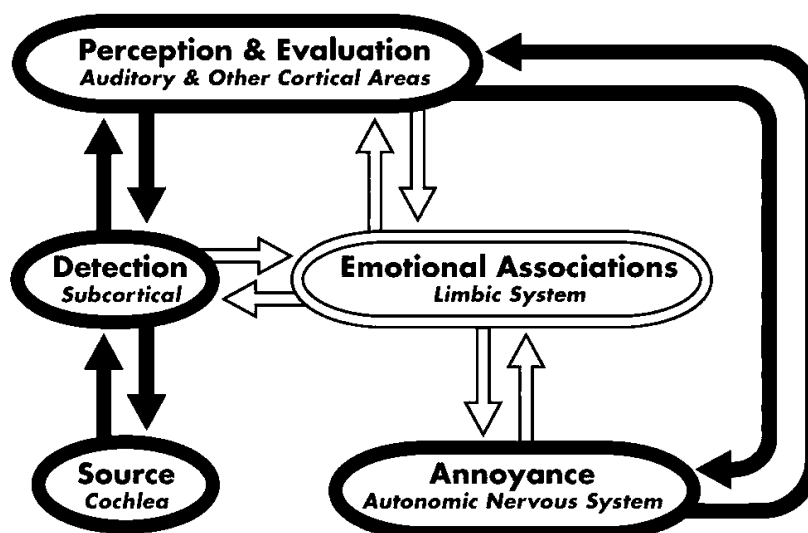 Perception & Evaluation
Auditory & Other Cortical Areas
Detection
Subcortical
Emotional Associations
Limbic System
Source
Cochlea
Annoyance
Autonomic Nervous System